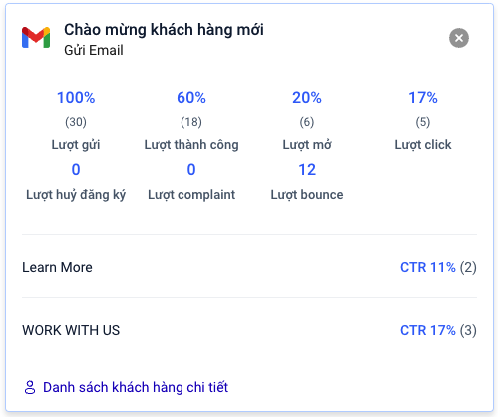 Chào mừng khách hàng mới
Gửi Email
100% 60% 20% 17%
(30) (18) (6) (5)
Lượt gửi Lượt thành công Lượt mở Lượt click
0 0 12
Lượt huỷ đăng ký Lượt complaint Lượt bounce
Learn More CTR 11% (2)
WORK WITH US CTR 17% (3)
Danh sách khách hàng chi tiết